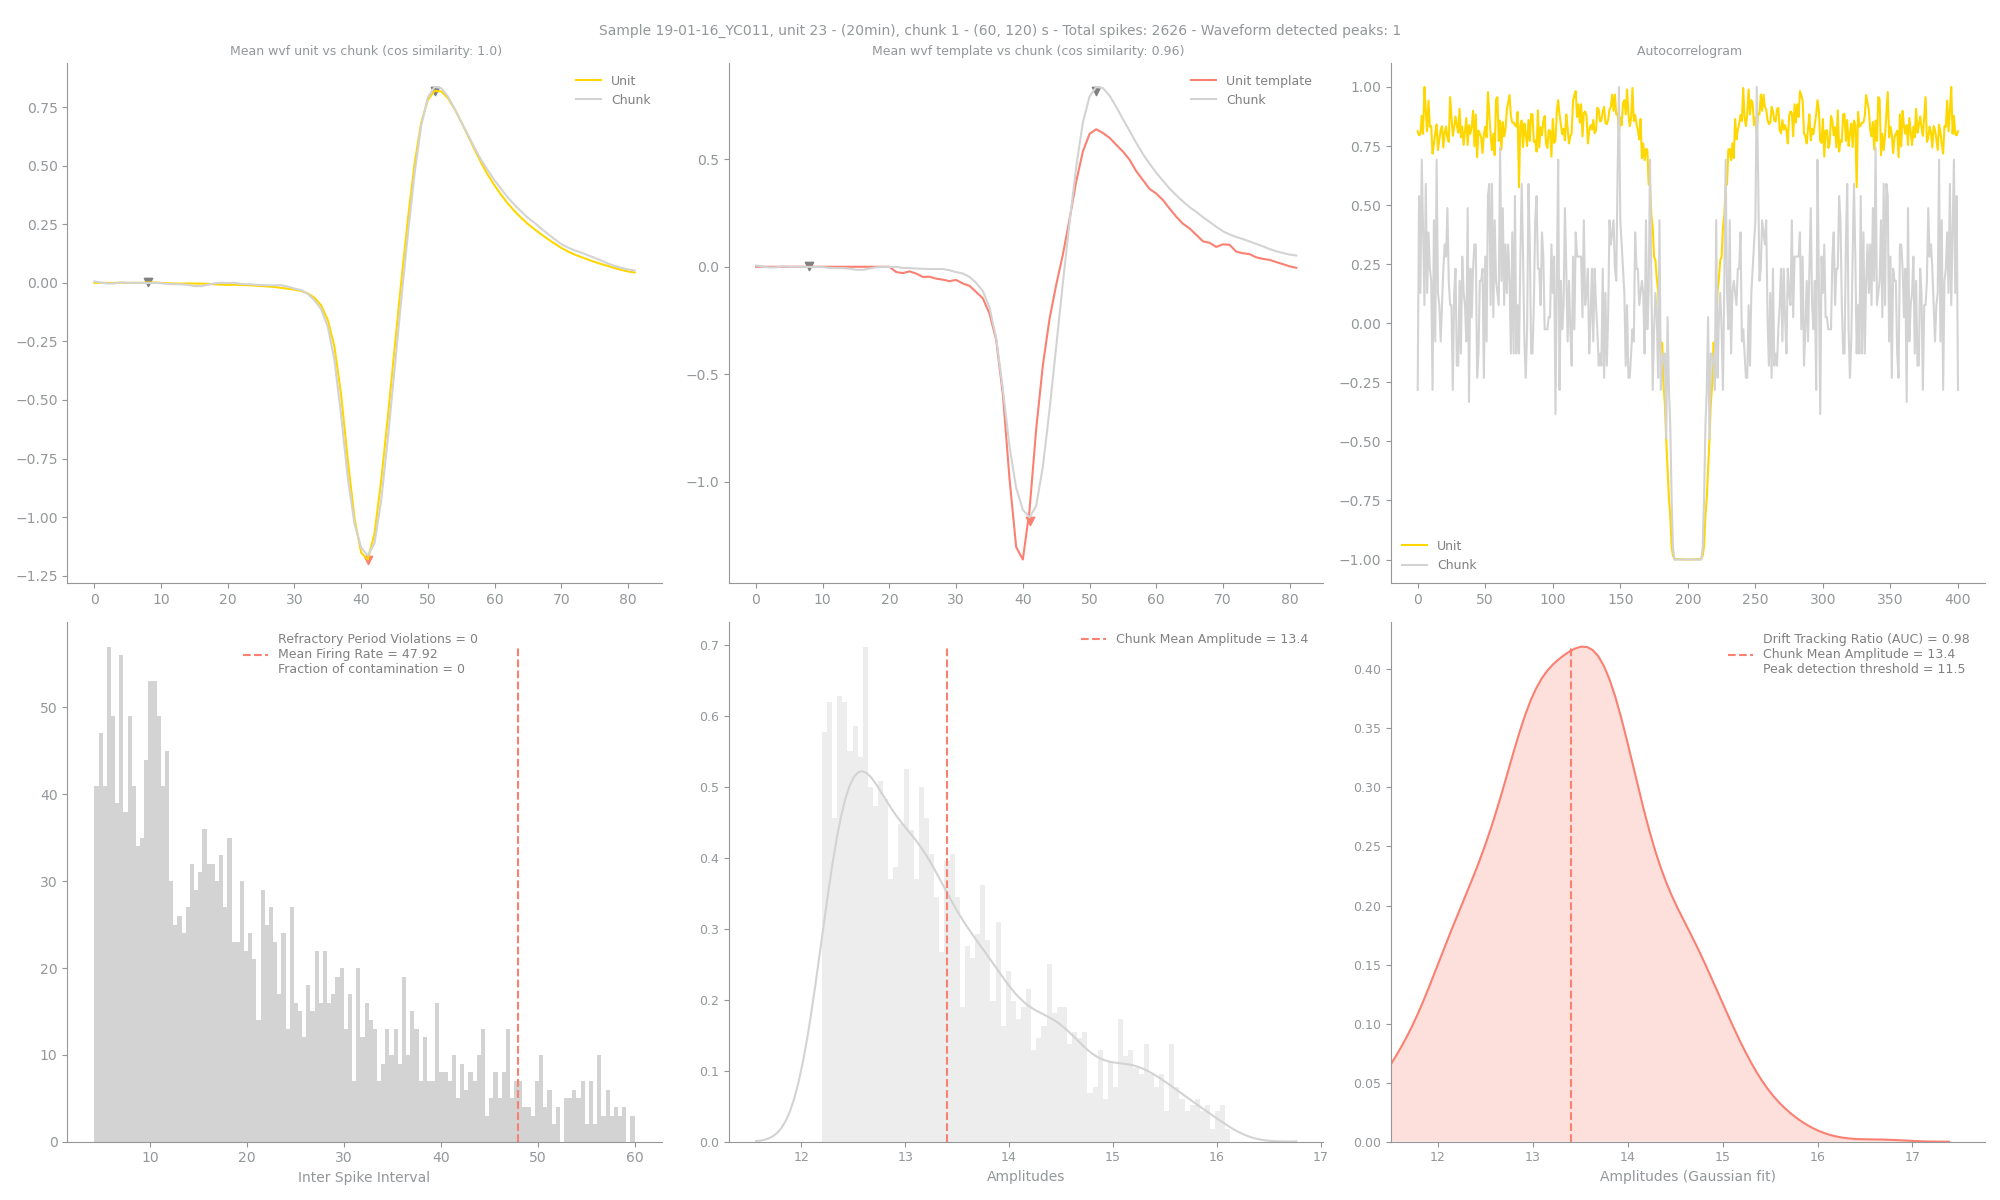 Sample 19-01-16_YC011, unit 23 - (20min), chunk 1 - (60, 120) s - Total spikes: 2626 - Waveform detected peaks: 1
Mean wvf unit vs chunk (cos similarity: 1.0)
Unit
Chunk
0.75
0.50
0.25
0.00
−0.25
−0.50
−0.75
−1.00
−1.25
0 10 20 30 40 50 60 70 80
Mean wvf template vs chunk (cos similarity: 0.96)
Unit template
Chunk
0.5
0.0
−0.5
−1.0
0 10 20 30 40 50 60 70 80
Autocorrelogram
1.00
0.75
0.50
0.25
0.00
−0.25
−0.50
−0.75
−1.00
Unit
Chunk
0 50 100 150 200 250 300 350 400
Refractory Period Violations = 0
Mean Firing Rate = 47.92
Fraction of contamination = 0
50
40
30
20
10
0
10 20 30 40 50 60
Inter Spike Interval
Chunk Mean Amplitude = 13.4
0.7
0.6
0.5
0.4
0.3
0.2
0.1
0.0
12 13 14 15 16 17
Amplitudes
Drift Tracking Ratio (AUC) = 0.98
Chunk Mean Amplitude = 13.4
Peak detection threshold = 11.5
0.40
0.35
0.30
0.25
0.20
0.15
0.10
0.05
0.00
12 13 14 15 16 17
Amplitudes (Gaussian fit)